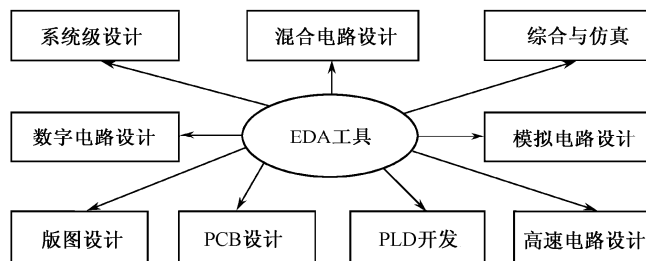 系统级设计
混合电路设计
综合与仿真
数字电路设计
EDA工具
模拟电路设计
版图设计
PCB设计
PLD开发
高速电路设计